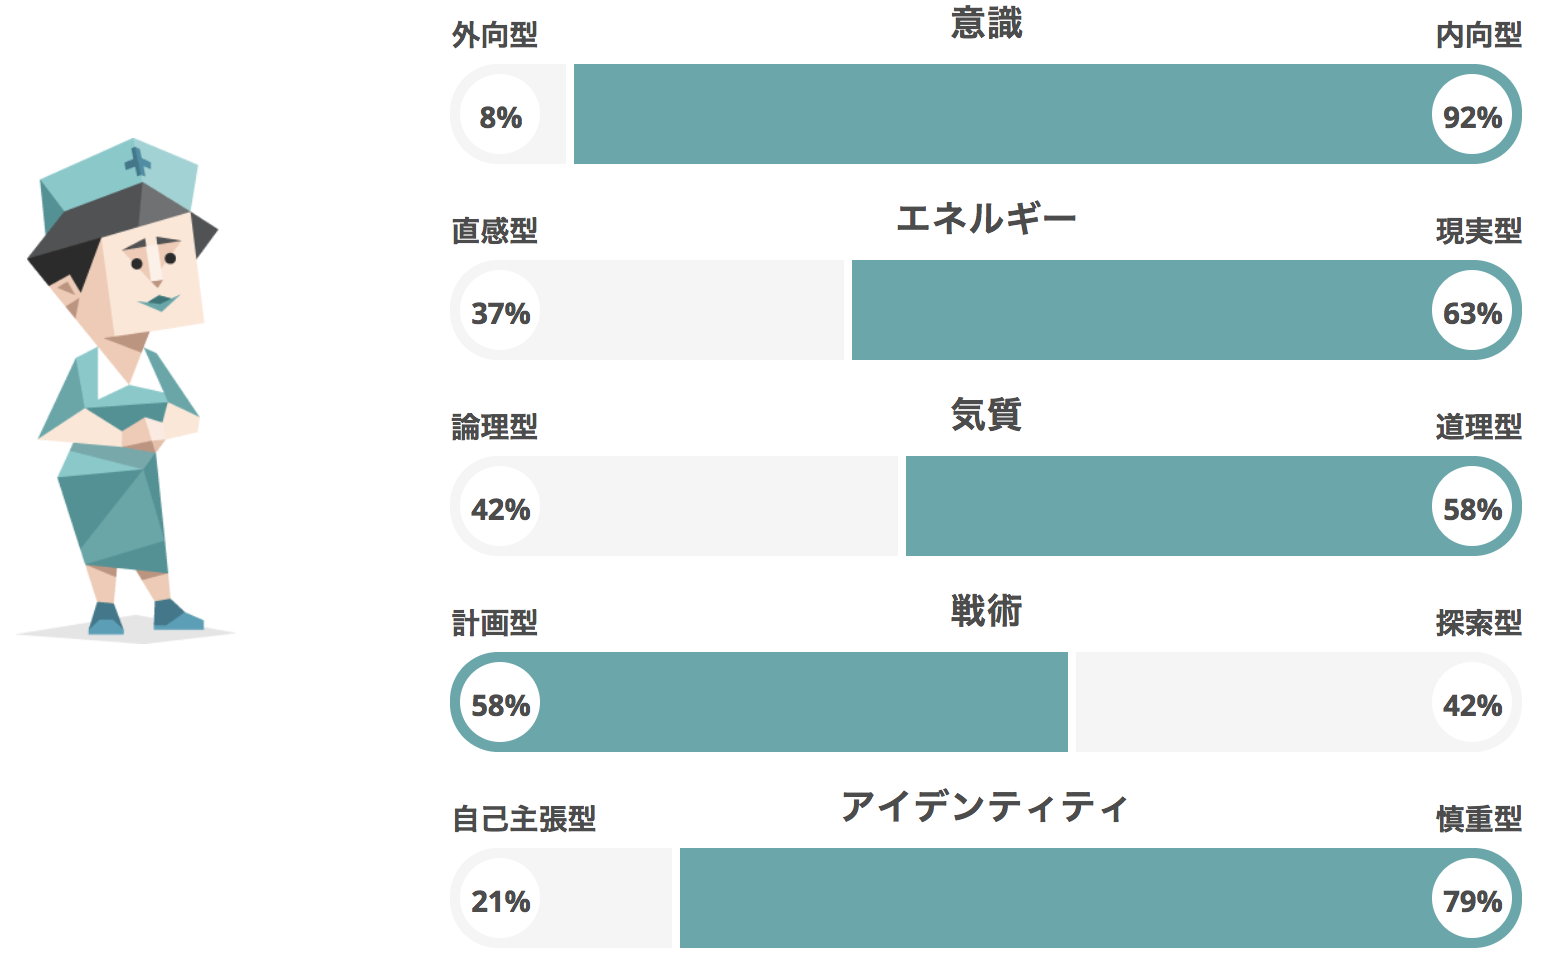 意識
外向型
内向型
8%
92%
エネルギー
直感型
現実型
37%
63%
気質
論理型
道理型
42%
58%
戦術
計画型
探索型
58%
42%
アイデンティティ
自己主張型
慎重型
21%
79%